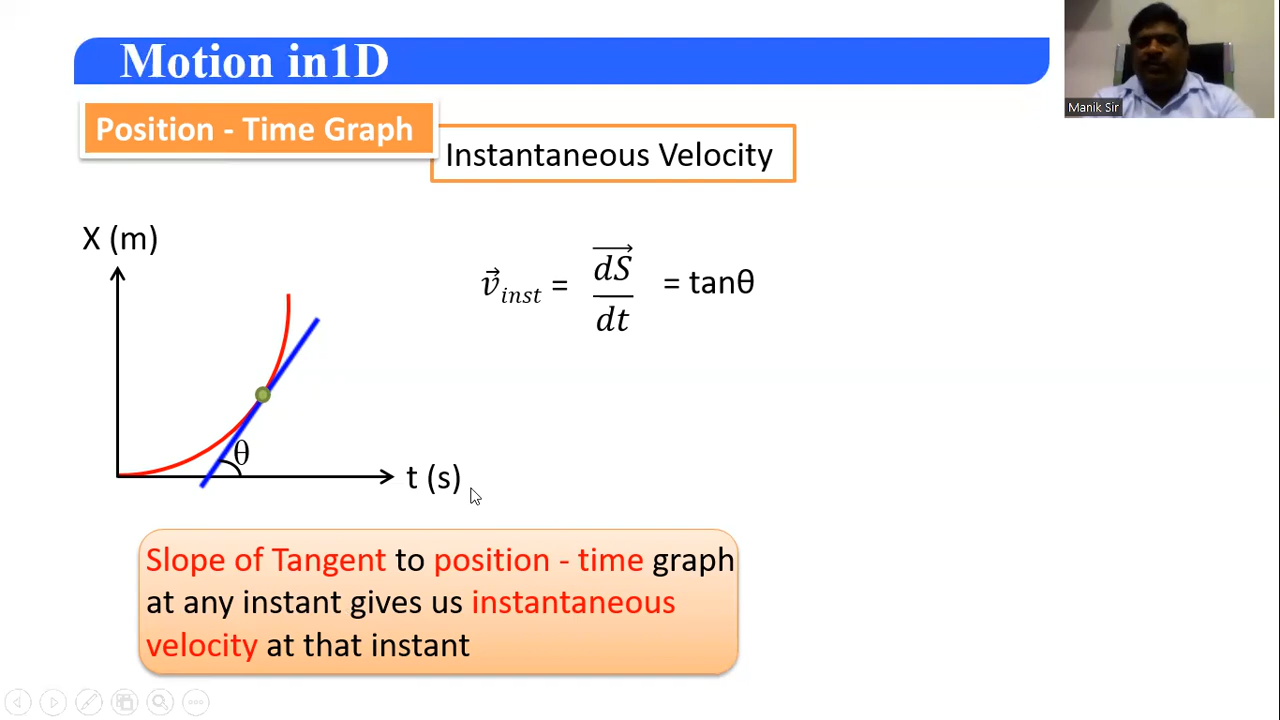 Motion in1D
Manik Sir
Position - Time Graph
Instantaneous Velocity
X (m)
v⃗inst = dS⃗/dt = tanθ
θ
t (s)
Slope of Tangent to position - time graph
at any instant gives us instantaneous
velocity at that instant